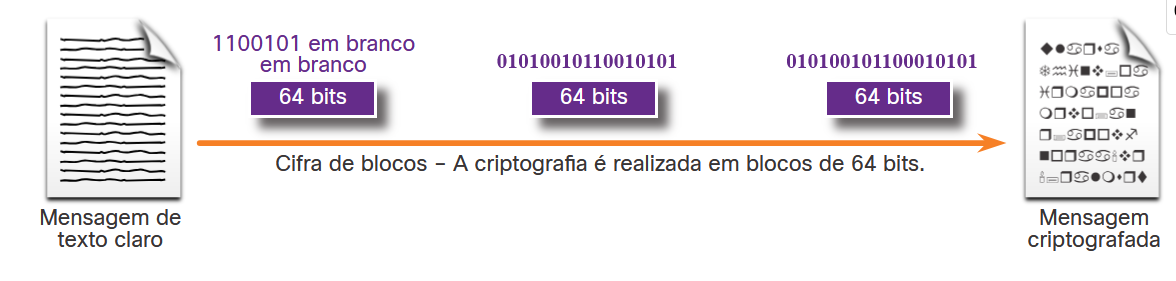 1100101 em branco
em branco
64 bits
01010010110010101
64 bits
010100101100010101
64 bits
Cifra de blocos – A criptografia é realizada em blocos de 64 bits.
Mensagem de
texto claro
Mensagem
criptografada